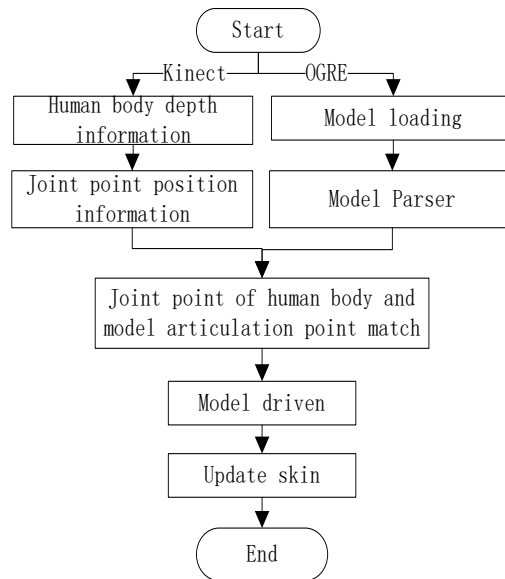 Start
Kinect
OGRE
Human body depth
information
Model loading
Joint point position
information
Model Parser
Joint point of human body and
model articulation point match
Model driven
Update skin
End